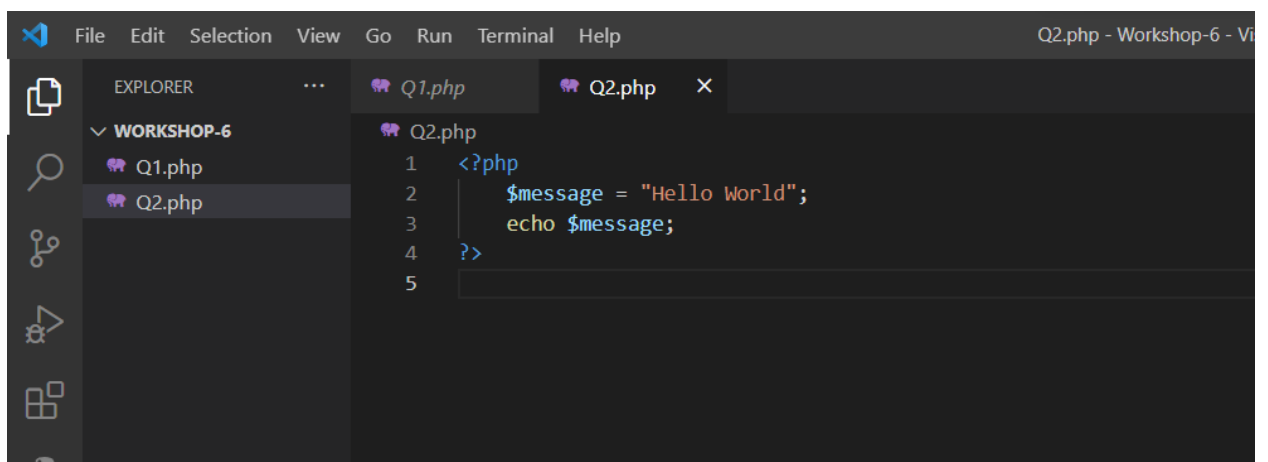 File Edit Selection View Go Run Terminal Help
Q2.php - Workshop-6 -
EXPLORER ...
Q1.php Q2.php
WORKSHOP-6
Q1.php
Q2.php
Q2.php
1 <?php
2 $message = "Hello World";
3 echo $message;
4 ?>
5